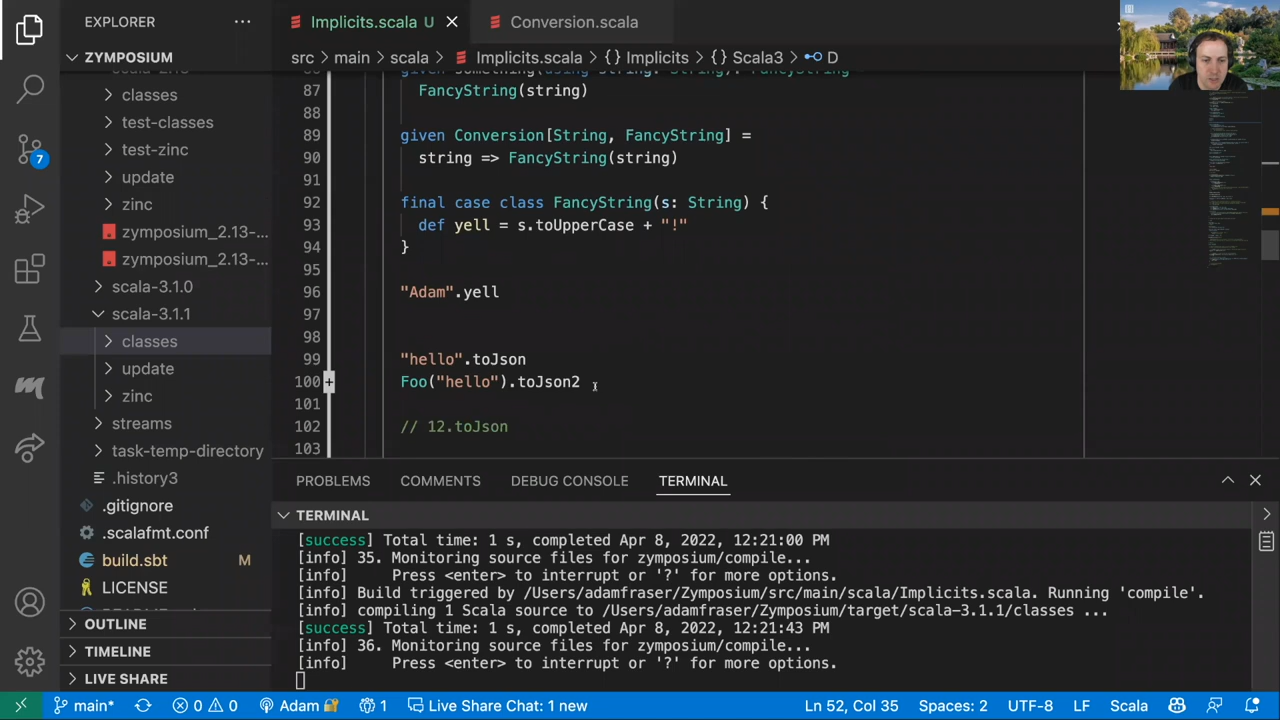 EXPLORER
Implicits.scala U
Conversion.scala
ZYMPOSIUM
src > main > scala > Implicits.scala > {} Implicits > {} Scala3 > D
classes
test-classes
test-zinc
update
zinc
zymposium_2.13-...
zymposium_2.13-...
scala-3.1.0
scala-3.1.1
classes
update
zinc
streams
task-temp-directory
.history3
.gitignore
.scalafmt.conf
build.sbt M
LICENSE
OUTLINE
TIMELINE
LIVE SHARE
7
given something(using string: String): FancyString
87 FancyString(string)
88
89 given Conversion[String, FancyString] =
90 string => FancyString(string)
91
92 final case class FancyString(s: String) {
93 def yell = s.toUpperCase + "!"
94 }
95
96 "Adam".yell
97
98
99 "hello".toJson
100 + Foo("hello").toJson2
101
102 // 12.toJson
103
PROBLEMS COMMENTS DEBUG CONSOLE TERMINAL
TERMINAL
[success] Total time: 1 s, completed Apr 8, 2022, 12:21:00 PM
[info] 35. Monitoring source files for zymposium/compile...
[info] Press <enter> to interrupt or '?' for more options.
[info] Build triggered by /Users/adamfraser/Zymposium/src/main/scala/Implicits.scala. Running 'compile'.
[info] compiling 1 Scala source to /Users/adamfraser/Zymposium/target/scala-3.1.1/classes ...
[success] Total time: 1 s, completed Apr 8, 2022, 12:21:43 PM
[info] 36. Monitoring source files for zymposium/compile...
[info] Press <enter> to interrupt or '?' for more options.
main* 0 0 Adam 1 Live Share Chat: 1 new Ln 52, Col 35 Spaces: 2 UTF-8 LF Scala